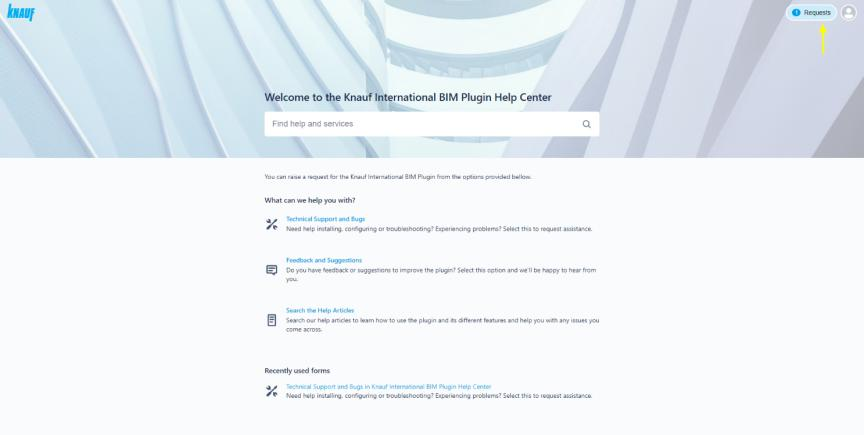 KNAUF
! Requests
Welcome to the Knauf International BIM Plugin Help Center
Find help and services
You can raise a request for the Knauf International BIM Plugin from the options provided bellow.
What can we help you with?
Technical Support and Bugs
Need help installing, configuring or troubleshooting? Experiencing problems? Select this to request assistance.
Feedback and Suggestions
Do you have feedback or suggestions to improve the plugin? Select this option and we'll be happy to hear from
you.
Search the Help Articles
Search our help articles to learn how to use the plugin and its different features and help you with any issues you
come across.
Recently used forms
Technical Support and Bugs in Knauf International BIM Plugin Help Center
Need help installing, configuring or troubleshooting? Experiencing problems? Select this to request assistance.